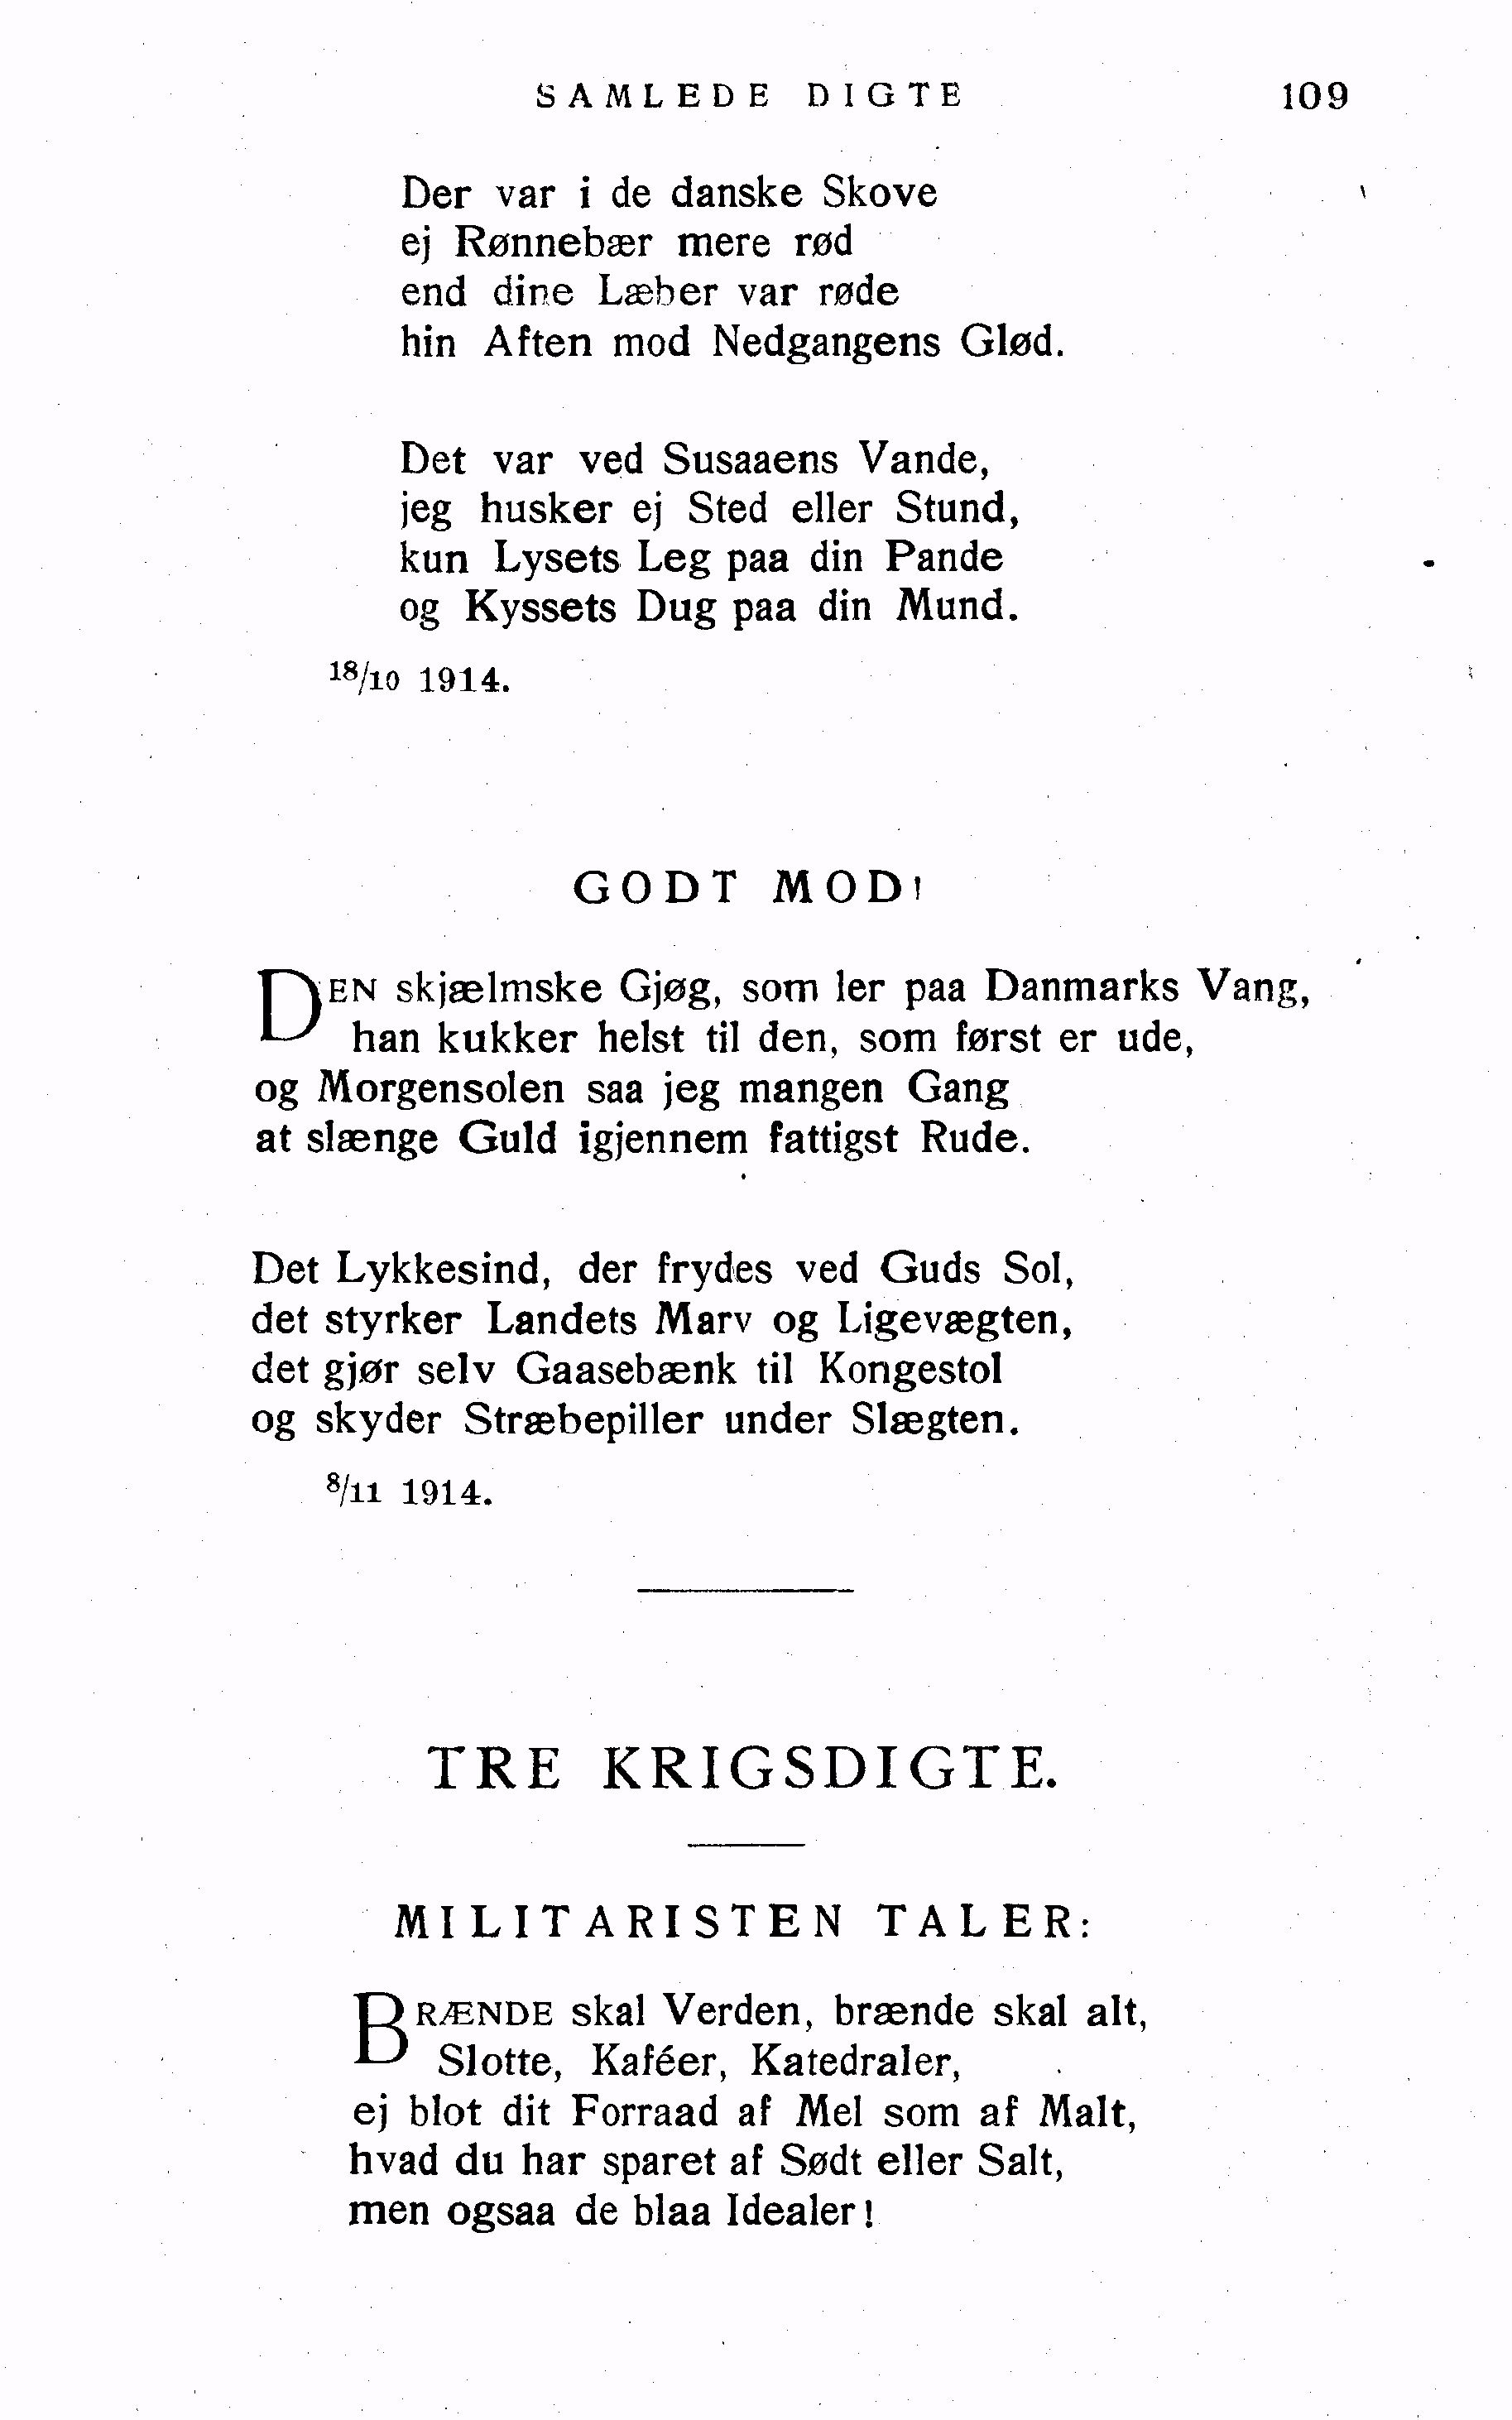 SAMLEDE DIGTE 109
Der var i de danske Skove
ej Rønnebær mere rød
end dine Læber var røde
hin Aften mod Nedgangens Glød.
Det var ved Susaaens Vande,
jeg husker ej Sted eller Stund,
kun Lysets Leg paa din Pande
og Kyssets Dug paa din Mund.
18/10 1914.
GODT MOD!
DEN skjælmske Gjøg, som ler paa Danmarks Vang,
han kukker helst til den, som først er ude,
og Morgensolen saa jeg mangen Gang
at slænge Guld igjennem fattigst Rude.
Det Lykkesind, der frydes ved Guds Sol,
det styrker Landets Marv og Ligevægten,
det gjør selv Gaasebænk til Kongestol
og skyder Stræbepiller under Slægten.
8/11 1914.
TRE KRIGSDIGTE.
MILITARISTEN TALER:
BRÆNDE skal Verden, brænde skal alt,
Slotte, Kaféer, Katedraler,
ej blot dit Forraad af Mel som af Malt,
hvad du har sparet af Sødt eller Salt,
men ogsaa de blaa Idealer!